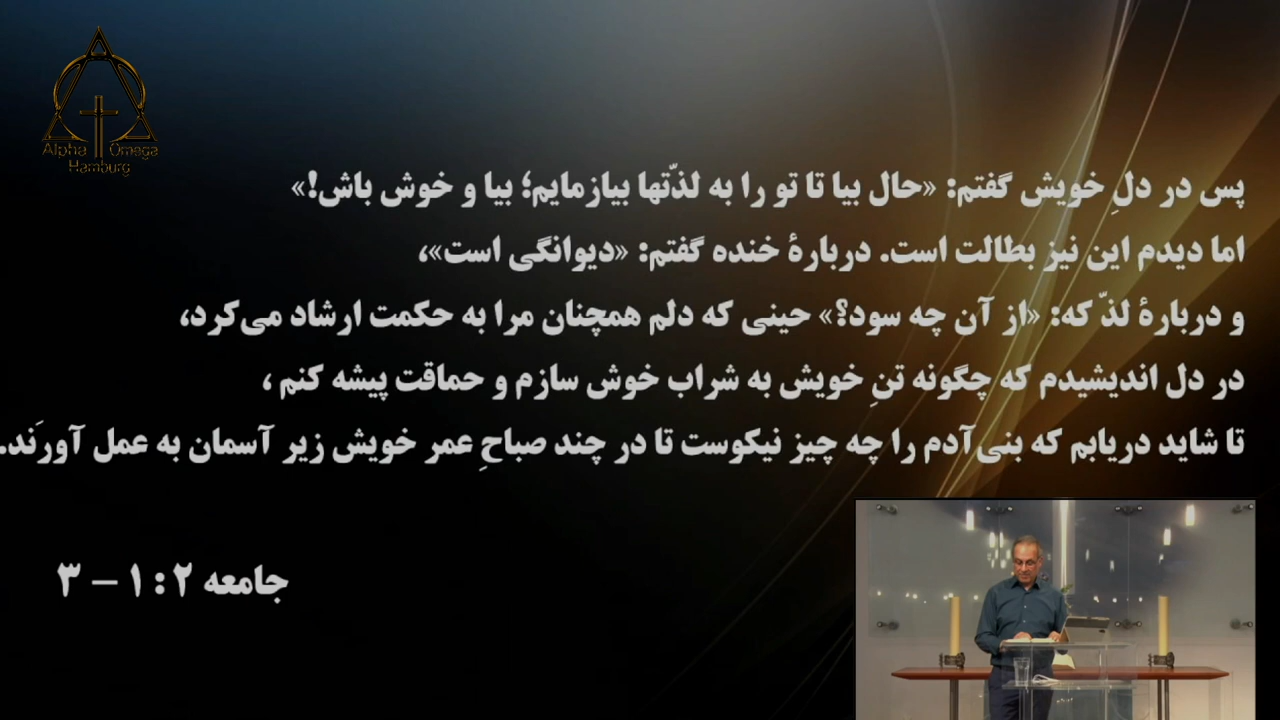 Alpha Omega
Hamburg
پس در دلِ خویش گفتم: «حال بیا تا تو را به لذّتها بیازمایم؛ بیا و خوش باش!»
اما دیدم این نیز بطالت است. دربارهٔ خنده گفتم: «دیوانگی است»،
و دربارهٔ لذّ که: «از آن چه سود؟» حینی که دلم همچنان مرا به حکمت ارشاد می‌کرد،
در دل اندیشیدم که چگونه تنِ خویش به شراب خوش سازم و حماقت پیشه کنم ،
تا شاید دریابم که بنی‌آدم را چه چیز نیکوست تا در چند صباحِ عمر خویش زیر آسمان به عمل آورَند.
جامعه ۲ : ۱ – ۳